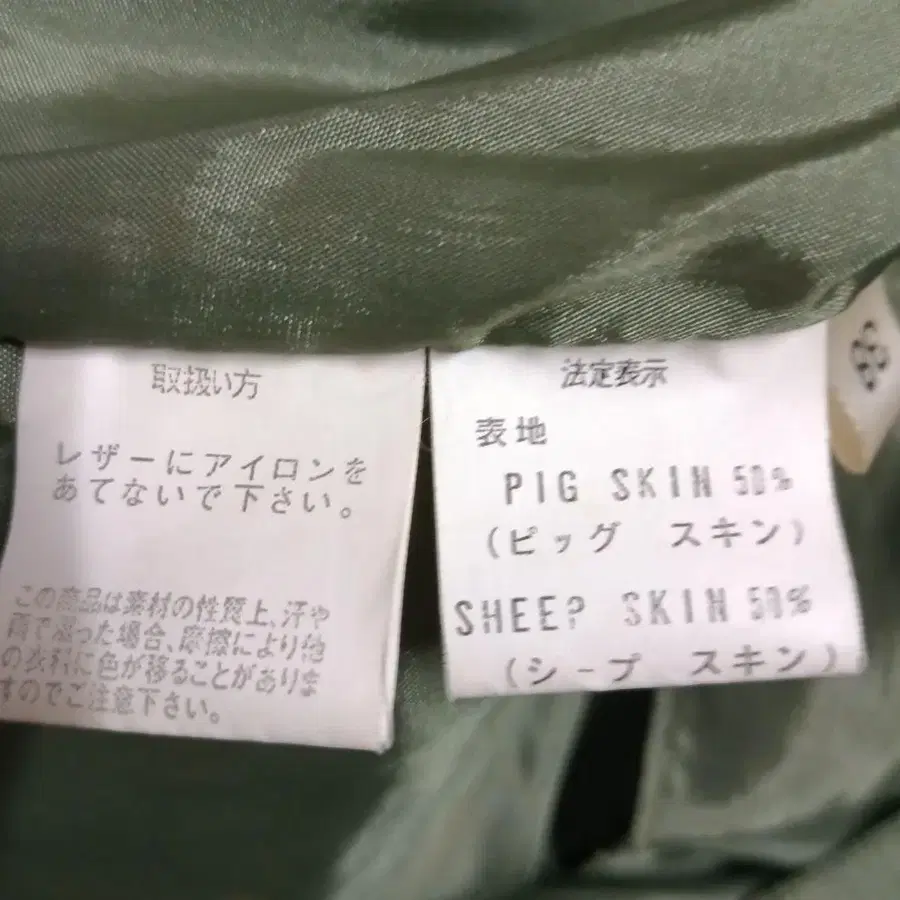 取扱い方
レザーにアイロンを
あてないで下さい。
この商品は素材の性質上、汗や
雨で湿った場合、摩擦により他
の衣料に色が移ることがありま
すのでご注意下さい。
法定表示
表地
PIG SKIN 50%
(ピッグ スキン)
SHEEP SKIN 50%
(シープ スキン)